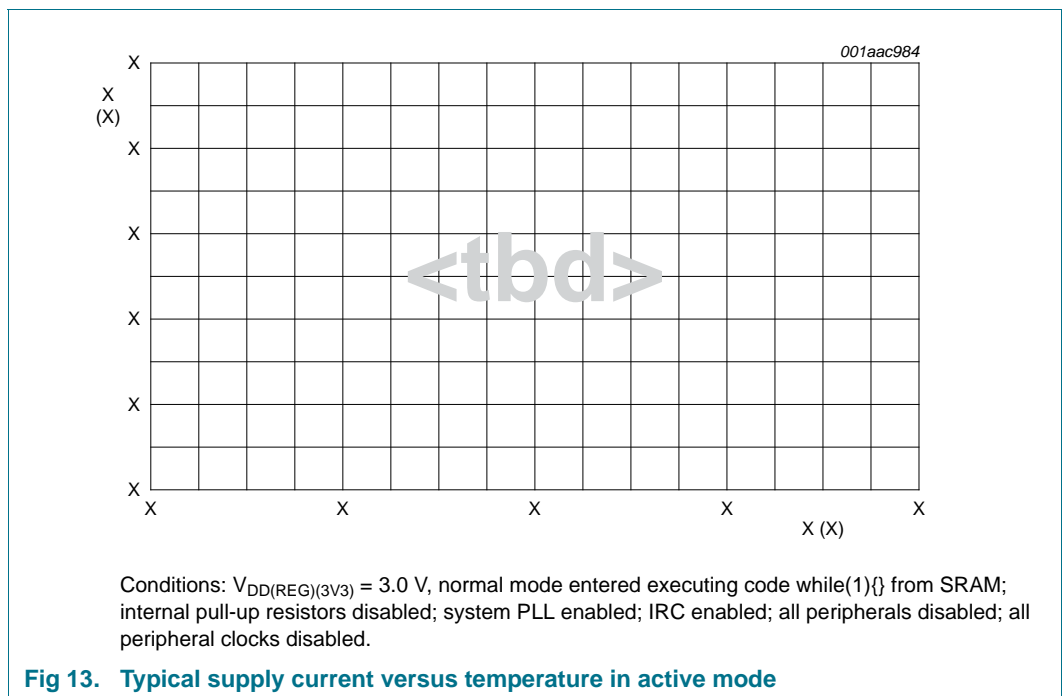 001aac984
X
X
(X)
X
X
<tbd>
X
X
X
X X X X X
X (X)
Conditions: VDD(REG)(3V3) = 3.0 V, normal mode entered executing code while(1){} from SRAM;
internal pull-up resistors disabled; system PLL enabled; IRC enabled; all peripherals disabled; all
peripheral clocks disabled.
Fig 13. Typical supply current versus temperature in active mode